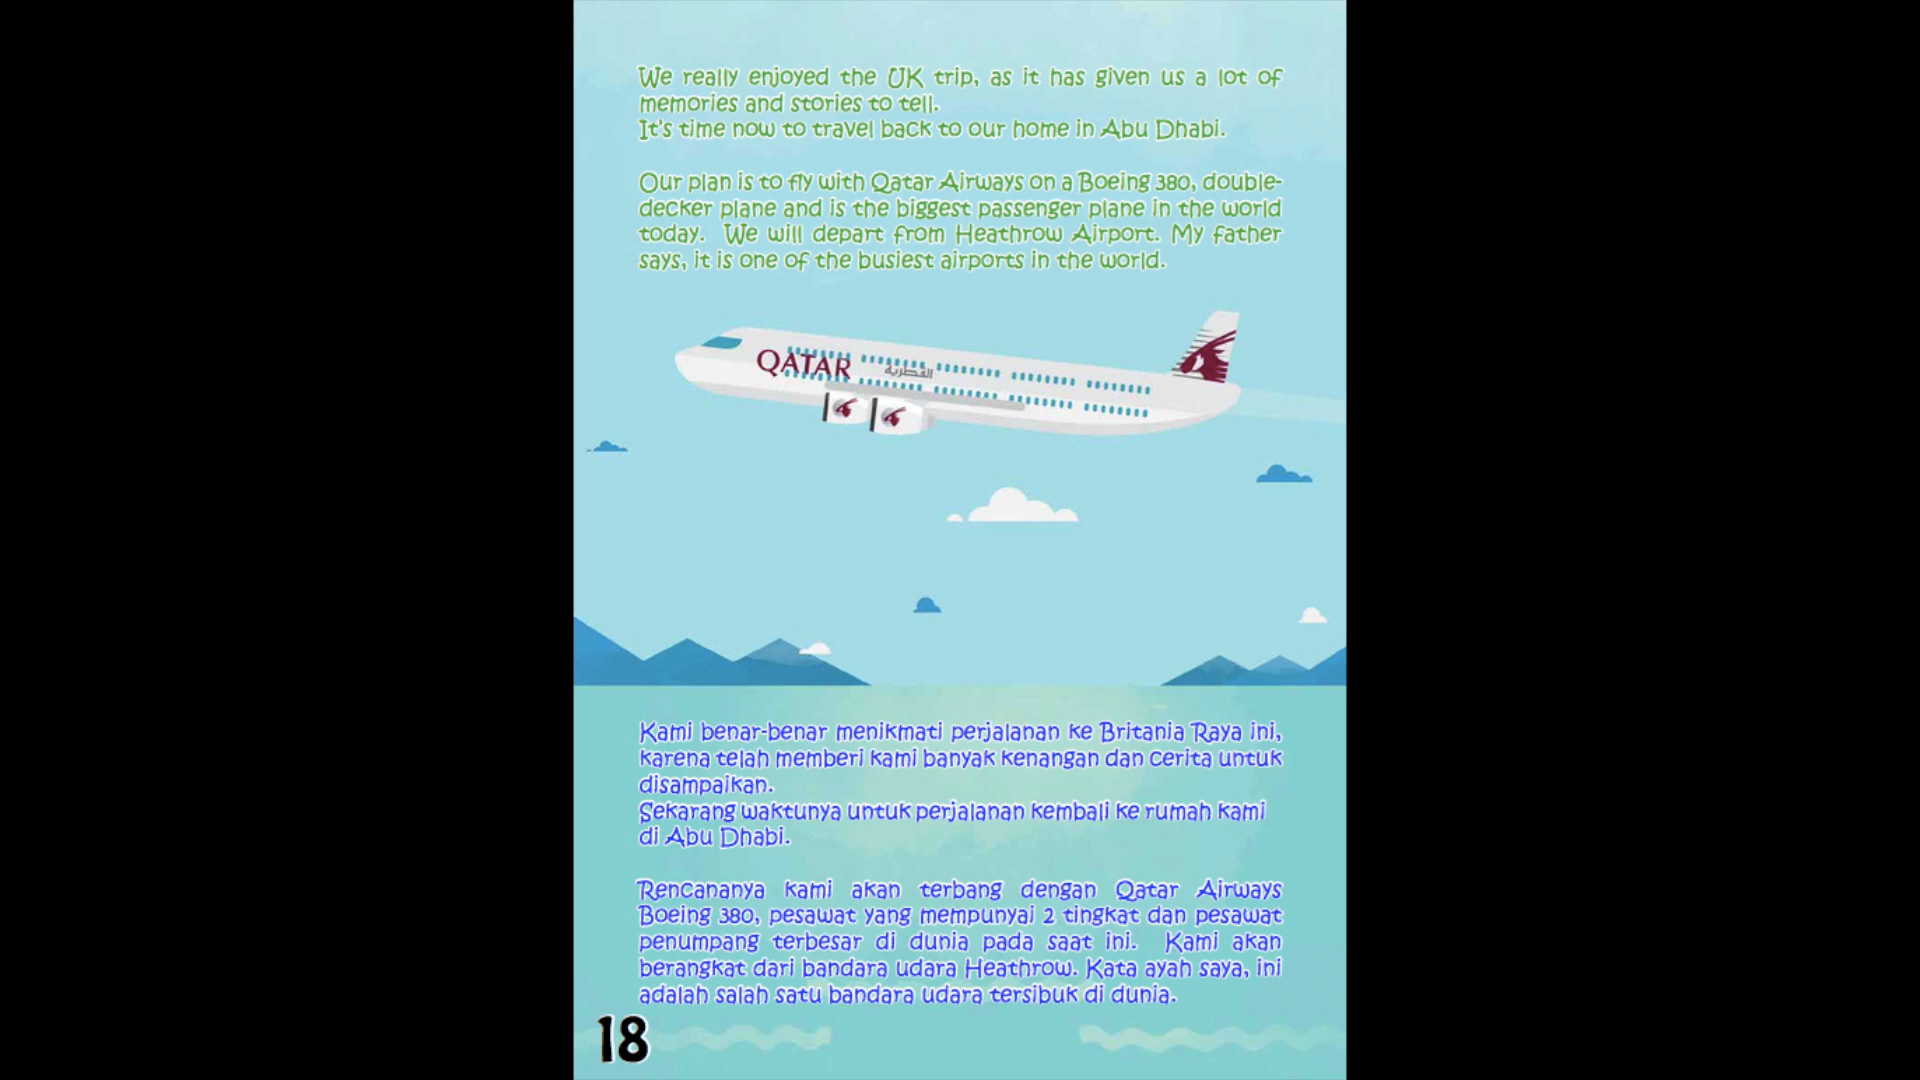 We really enjoyed the UK trip, as it has given us a lot of
memories and stories to tell.
It's time now to travel back to our home in Abu Dhabi.
Our plan is to fly with Qatar Airways on a Boeing 380, double-
decker plane and is the biggest passenger plane in the world
today. We will depart from Heathrow Airport. My father
says, it is one of the busiest airports in the world.
QATAR القطرية
Kami benar-benar menikmati perjalanan ke Britania Raya ini,
karena telah memberi kami banyak kenangan dan cerita untuk
disampaikan.
Sekarang waktunya untuk perjalanan kembali ke rumah kami
di Abu Dhabi.
Rencananya kami akan terbang dengan Qatar Airways
Boeing 380, pesawat yang mempunyai 2 tingkat dan pesawat
penumpang terbesar di dunia pada saat ini. Kami akan
berangkat dari bandara udara Heathrow. Kata ayah saya, ini
adalah salah satu bandara udara tersibuk di dunia.
18